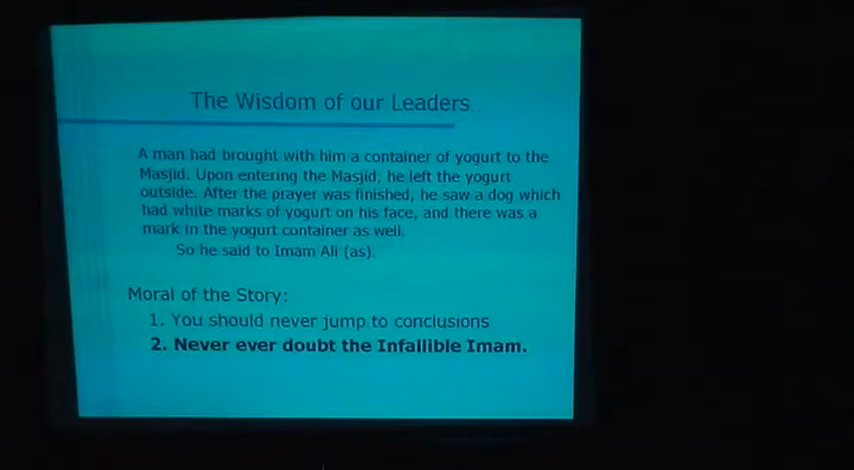 The Wisdom of our Leaders
A man had brought with him a container of yogurt to the
Masjid. Upon entering the Masjid, he left the yogurt
outside. After the prayer was finished, he saw a dog which
had white marks of yogurt on his face, and there was a
mark in the yogurt container as well.
So he said to Imam Ali (as).
Moral of the Story:
1. You should never jump to conclusions
2. Never ever doubt the Infallible Imam.